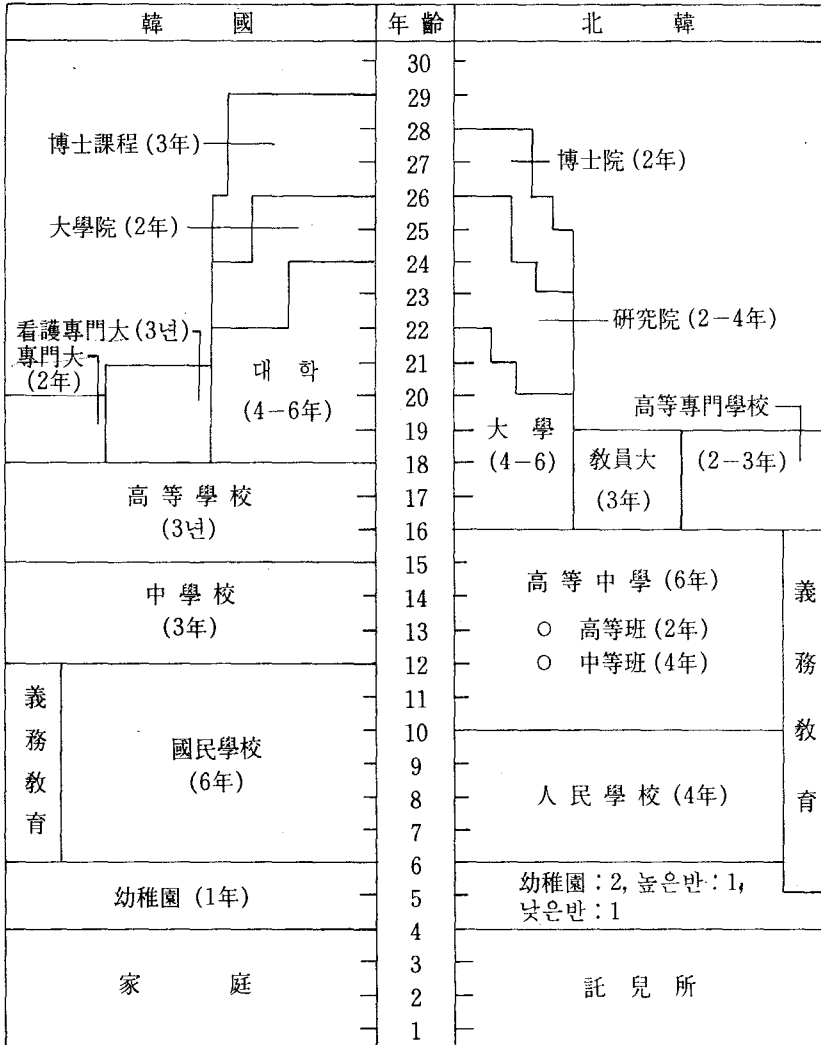 韓 國
年 齡
北 韓
30
29
28
27
26
25
24
23
22
21
20
19
18
17
16
15
14
13
12
11
10
9
8
7
6
5
4
3
2
1
博士課程 (3年)
大學院 (2年)
看護專門大 (3년)
專門大
(2年)
대 학
(4-6年)
高 等 學 校
(3년)
中 學 校
(3年)
義
務
敎
育
國民學校
(6年)
幼稚園 (1年)
家 庭
博士院 (2年)
硏究院 (2-4年)
高等專門學校
大 學
(4-6)
敎員大
(3年)
(2-3年)
高 等 中 學 (6年)
○ 高等班 (2年)
○ 中等班 (4年)
義
務
敎
育
人 民 學 校 (4年)
幼稚園 : 2, 높은반 : 1,
낮은반 : 1
託 兒 所